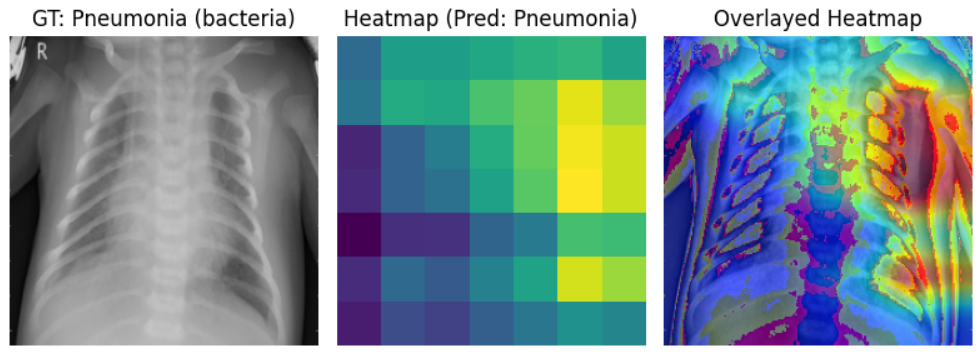 GT: Pneumonia (bacteria)
Heatmap (Pred: Pneumonia)
Overlayed Heatmap
R